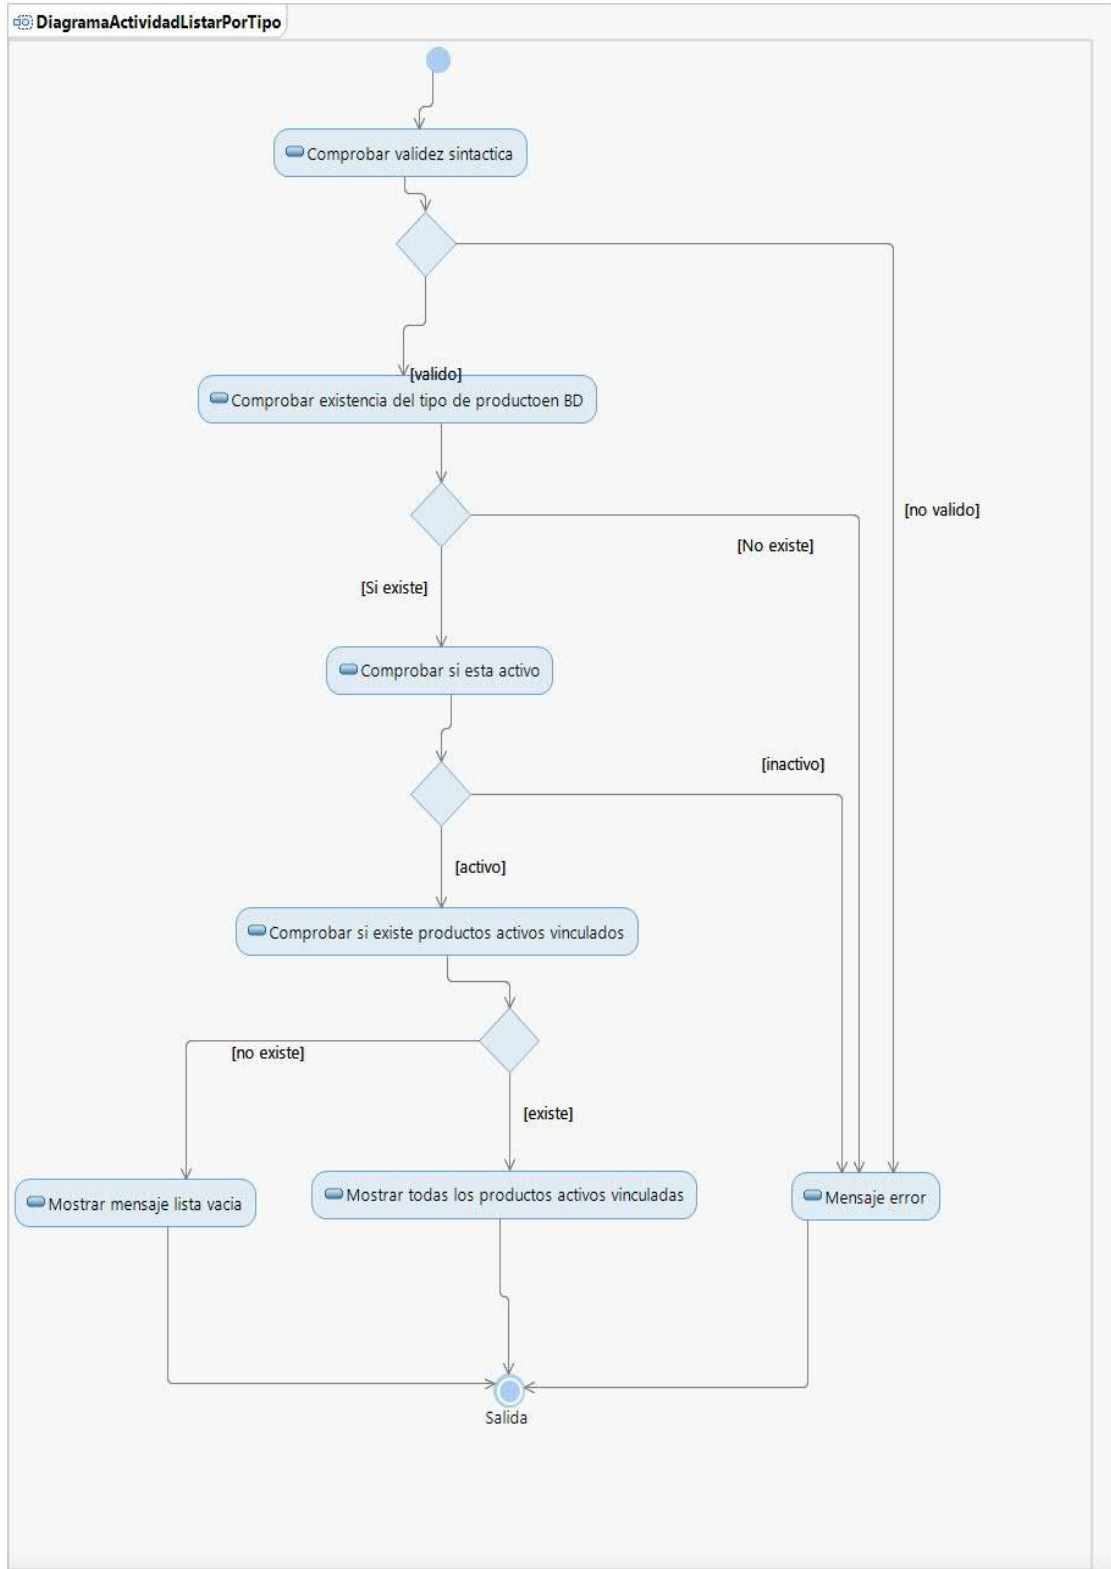 DiagramaActividadListarPorTipo
Comprobar validez sintactica
[valido]
Comprobar existencia del tipo de productoen BD
[no valido]
[No existe]
[Si existe]
Comprobar si esta activo
[inactivo]
[activo]
Comprobar si existe productos activos vinculados
[no existe]
[existe]
Mostrar mensaje lista vacia
Mostrar todas los productos activos vinculadas
Mensaje error
Salida